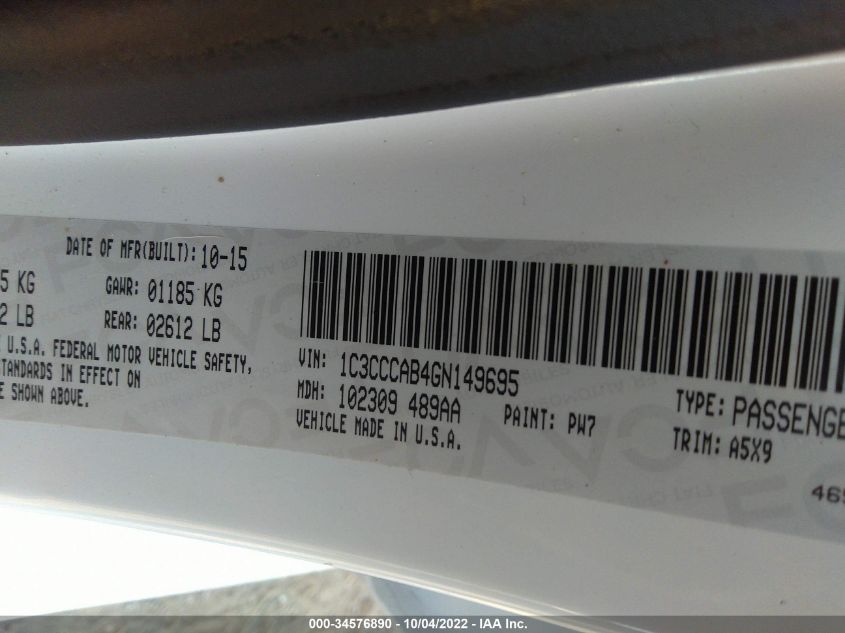 DATE OF MFR(BUILT): 10-15
5 KG GAWR: 01185 KG
2 LB REAR: 02612 LB
U.S.A. FEDERAL MOTOR VEHICLE SAFETY,
STANDARDS IN EFFECT ON
SHOWN ABOVE.
VIN: 1C3CCCAB4GN149695
MDH: 102309 489AA PAINT: PW7
VEHICLE MADE IN U.S.A.
TYPE: PASSENGE
TRIM: A5X9
469
000-34576890 - 10/04/2022 - IAA Inc.